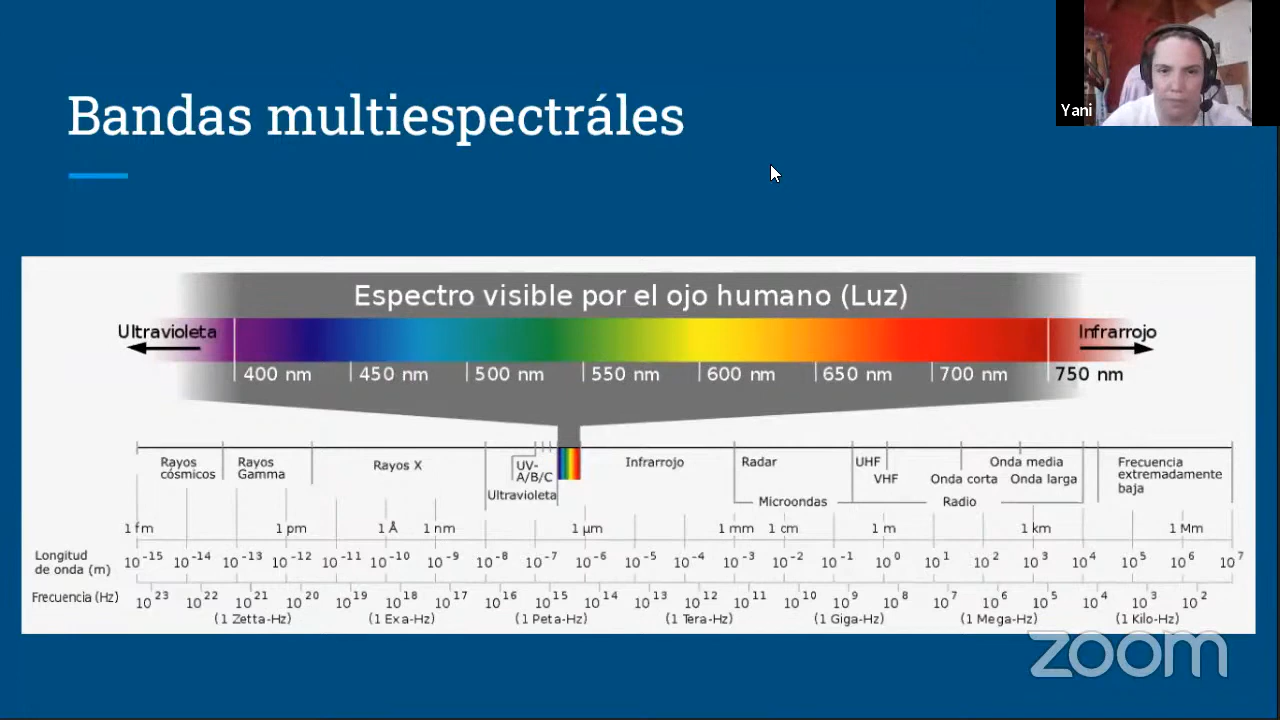 Bandas multiespectráles
Yani
Espectro visible por el ojo humano (Luz)
Ultravioleta
Infrarrojo
400 nm 450 nm 500 nm 550 nm 600 nm 650 nm 700 nm 750 nm
Rayos cósmicos
Rayos Gamma
Rayos X
UV-A/B/C
Ultravioleta
Infrarrojo
Radar
Microondas
UHF
VHF
Onda corta
Onda media
Onda larga
Radio
Frecuencia extremadamente baja
1 fm 1 pm 1 Å 1 nm 1 µm 1 mm 1 cm 1 m 1 km 1 Mm
Longitud de onda (m)
10⁻¹⁵ 10⁻¹⁴ 10⁻¹³ 10⁻¹² 10⁻¹¹ 10⁻¹⁰ 10⁻⁹ 10⁻⁸ 10⁻⁷ 10⁻⁶ 10⁻⁵ 10⁻⁴ 10⁻³ 10⁻² 10⁻¹ 10⁰ 10¹ 10² 10³ 10⁴ 10⁵ 10⁶ 10⁷
Frecuencia (Hz)
10²³ 10²² 10²¹ 10²⁰ 10¹⁹ 10¹⁸ 10¹⁷ 10¹⁶ 10¹⁵ 10¹⁴ 10¹³ 10¹² 10¹¹ 10¹⁰ 10⁹ 10⁸ 10⁷ 10⁶ 10⁵ 10⁴ 10³ 10²
(1 Zetta-Hz) (1 Exa-Hz) (1 Peta-Hz) (1 Tera-Hz) (1 Giga-Hz) (1 Mega-Hz) (1 Kilo-Hz)
zoom